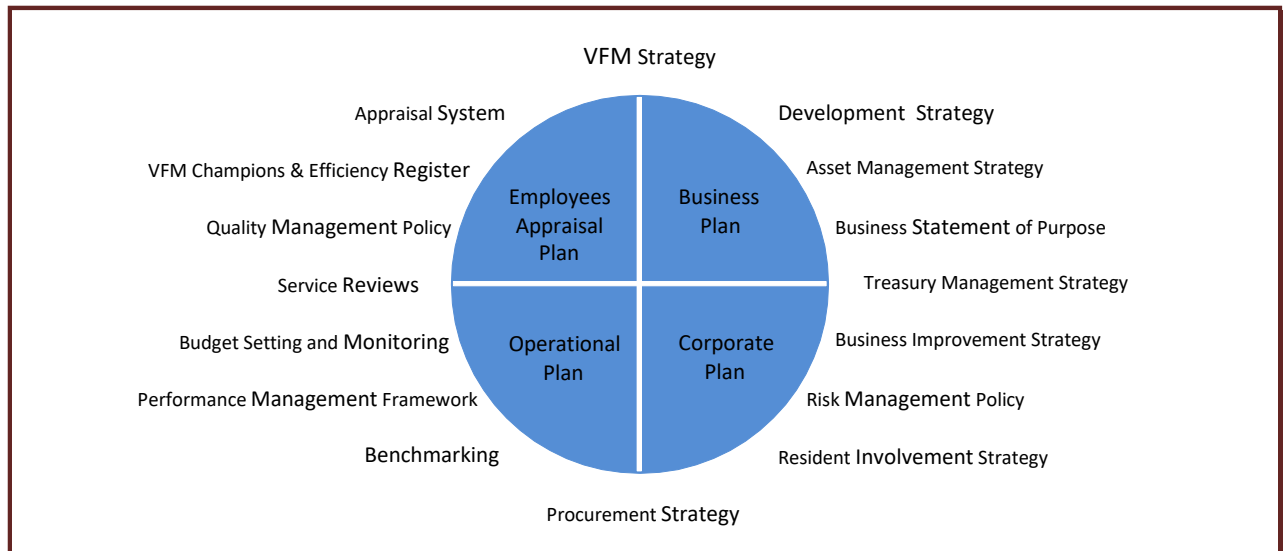 VFM Strategy
Appraisal System
Development Strategy
VFM Champions & Efficiency Register
Asset Management Strategy
Employees
Appraisal
Plan
Business
Plan
Quality Management Policy
Business Statement of Purpose
Service Reviews
Treasury Management Strategy
Budget Setting and Monitoring
Operational
Plan
Corporate
Plan
Business Improvement Strategy
Performance Management Framework
Risk Management Policy
Benchmarking
Resident Involvement Strategy
Procurement Strategy